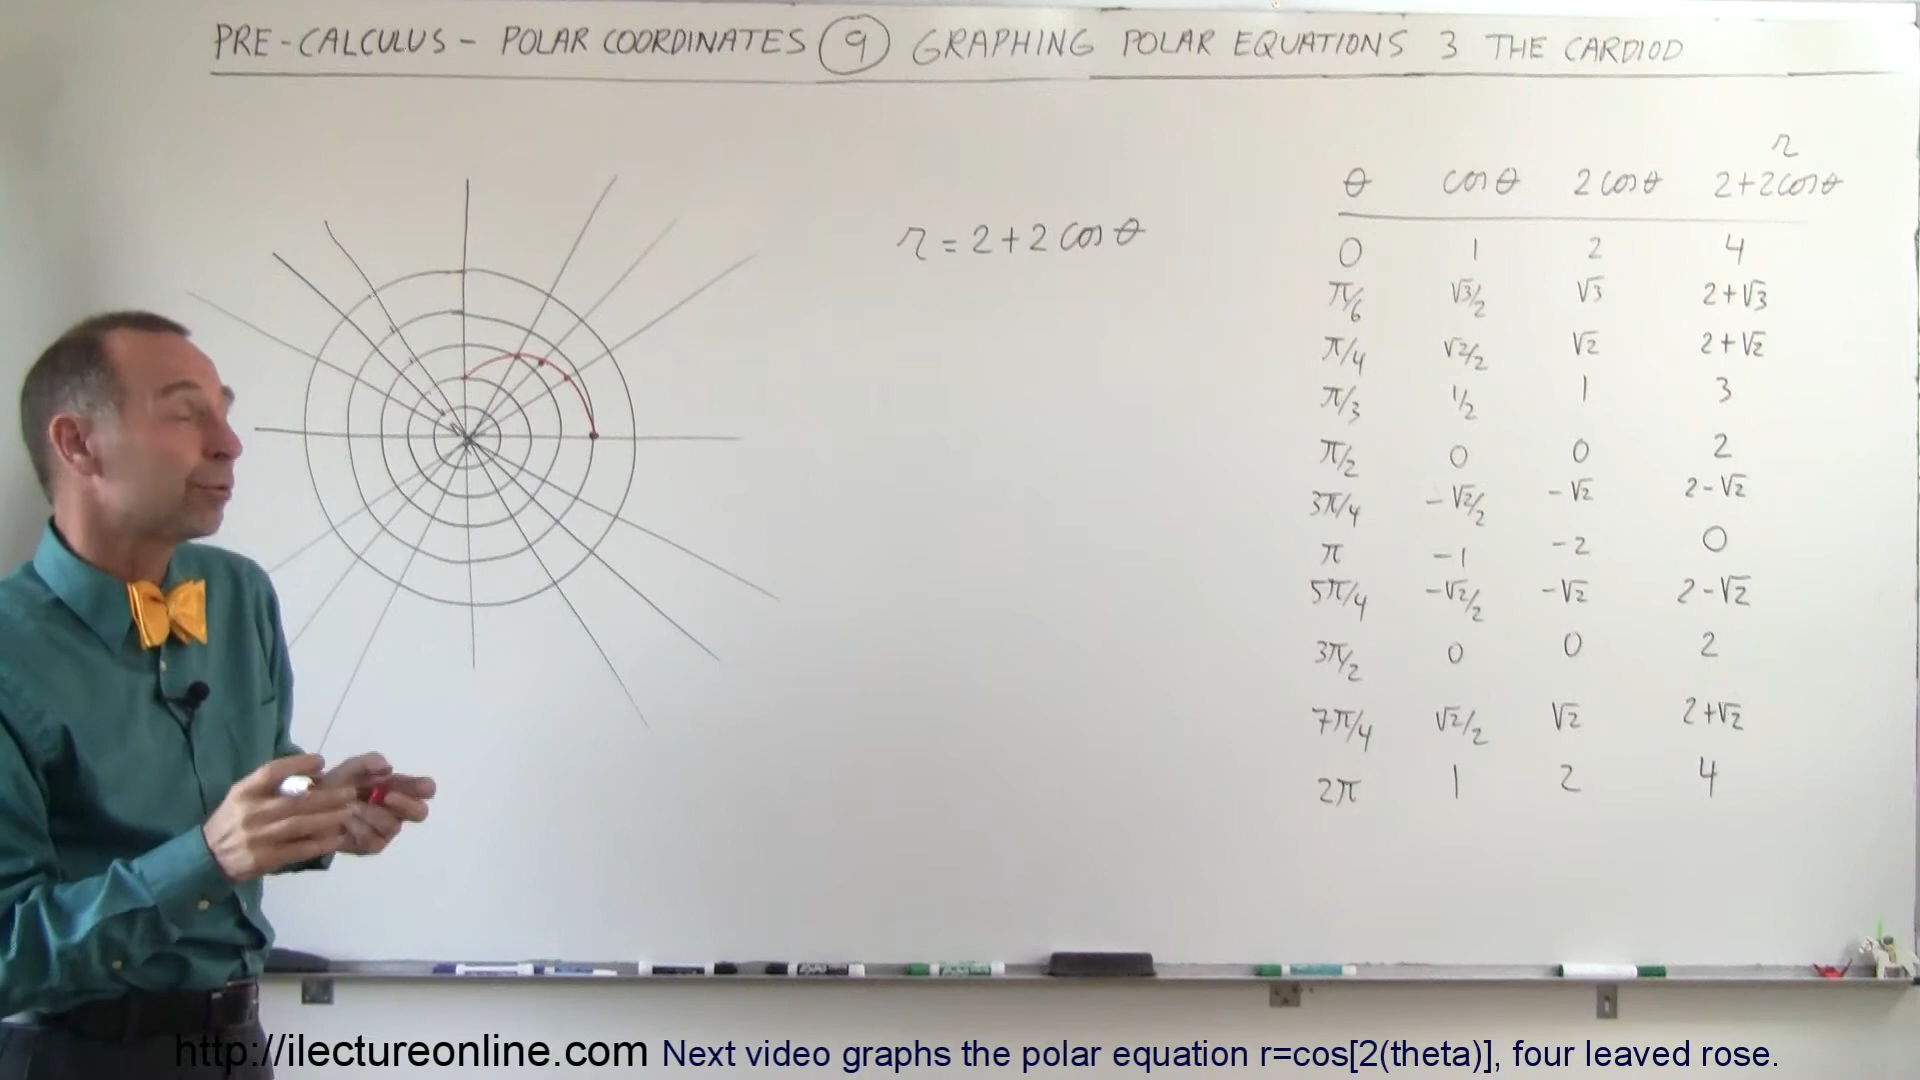 PRE-CALCULUS - POLAR COORDINATES 9 GRAPHING POLAR EQUATIONS 3 THE CARDIOD
r = 2 + 2 cos θ
r
θ cos θ 2 cos θ 2+2cos θ
0 1 2 4
π/6 √3/2 √3 2+√3
π/4 √2/2 √2 2+√2
π/3 1/2 1 3
π/2 0 0 2
3π/4 -√2/2 -√2 2-√2
π -1 -2 0
5π/4 -√2/2 -√2 2-√2
3π/2 0 0 2
7π/4 √2/2 √2 2+√2
2π 1 2 4
http://ilectureonline.com Next video graphs the polar equation r=cos[2(theta)], four leaved rose.